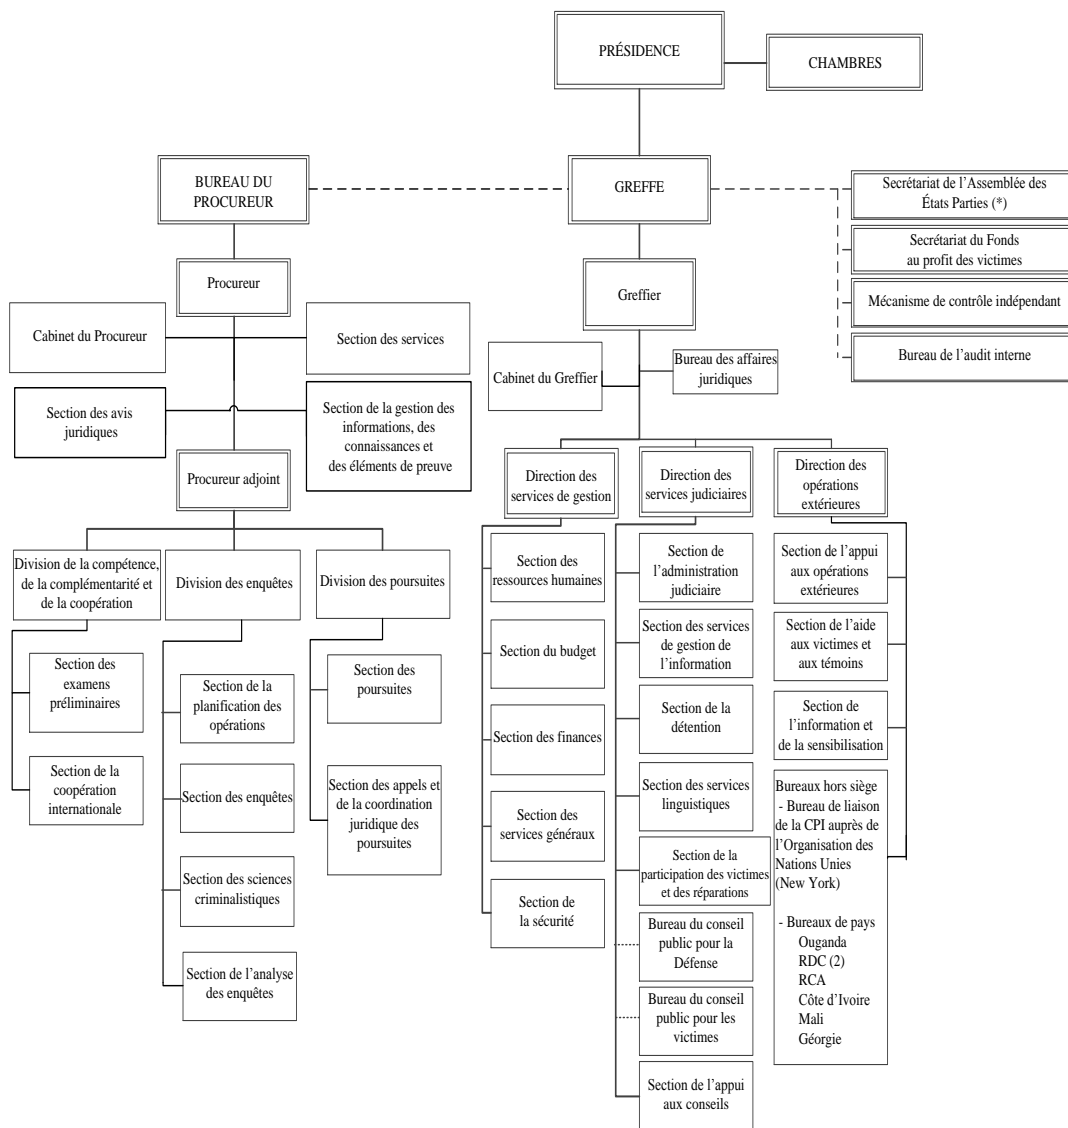 PRÉSIDENCE
CHAMBRES
BUREAU DU
PROCUREUR
GREFFE
Secrétariat de l'Assemblée des
États Parties (*)
Secrétariat du Fonds
au profit des victimes
Mécanisme de contrôle indépendant
Bureau de l'audit interne
Procureur
Greffier
Cabinet du Procureur
Section des services
Cabinet du Greffier
Bureau des affaires
juridiques
Section des avis
juridiques
Section de la gestion des
informations, des
connaissances et
des éléments de preuve
Procureur adjoint
Direction des
services de gestion
Direction des
services judiciaires
Direction des
opérations
extérieures
Division de la compétence,
de la complémentarité et
de la coopération
Division des enquêtes
Division des poursuites
Section des
examens
préliminaires
Section de la
coopération
internationale
Section de la
planification des
opérations
Section des enquêtes
Section des sciences
criminalistiques
Section de l'analyse
des enquêtes
Section des
poursuites
Section des appels et
de la coordination
juridique des
poursuites
Section des
ressources humaines
Section du budget
Section des finances
Section des
services généraux
Section de
la sécurité
Section de
l'administration
judiciaire
Section des services
de gestion de
l'information
Section de la
détention
Section des services
linguistiques
Section de la
participation des victimes
et des réparations
Bureau du conseil
public pour la
Défense
Bureau du conseil
public pour les
victimes
Section de l'appui
aux conseils
Section de l'appui
aux opérations
extérieures
Section de l'aide
aux victimes et
aux témoins
Section de
l'information et
de la sensibilisation
Bureaux hors siège
- Bureau de liaison
de la CPI auprès de
l'Organisation des
Nations Unies
(New York)
- Bureaux de pays
Ouganda
RDC (2)
RCA
Côte d'Ivoire
Mali
Géorgie